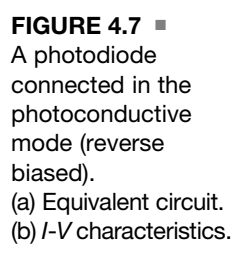 FIGURE 4.7 ■
A photodiode
connected in the
photoconductive
mode (reverse
biased).
(a) Equivalent circuit.
(b) I-V characteristics.